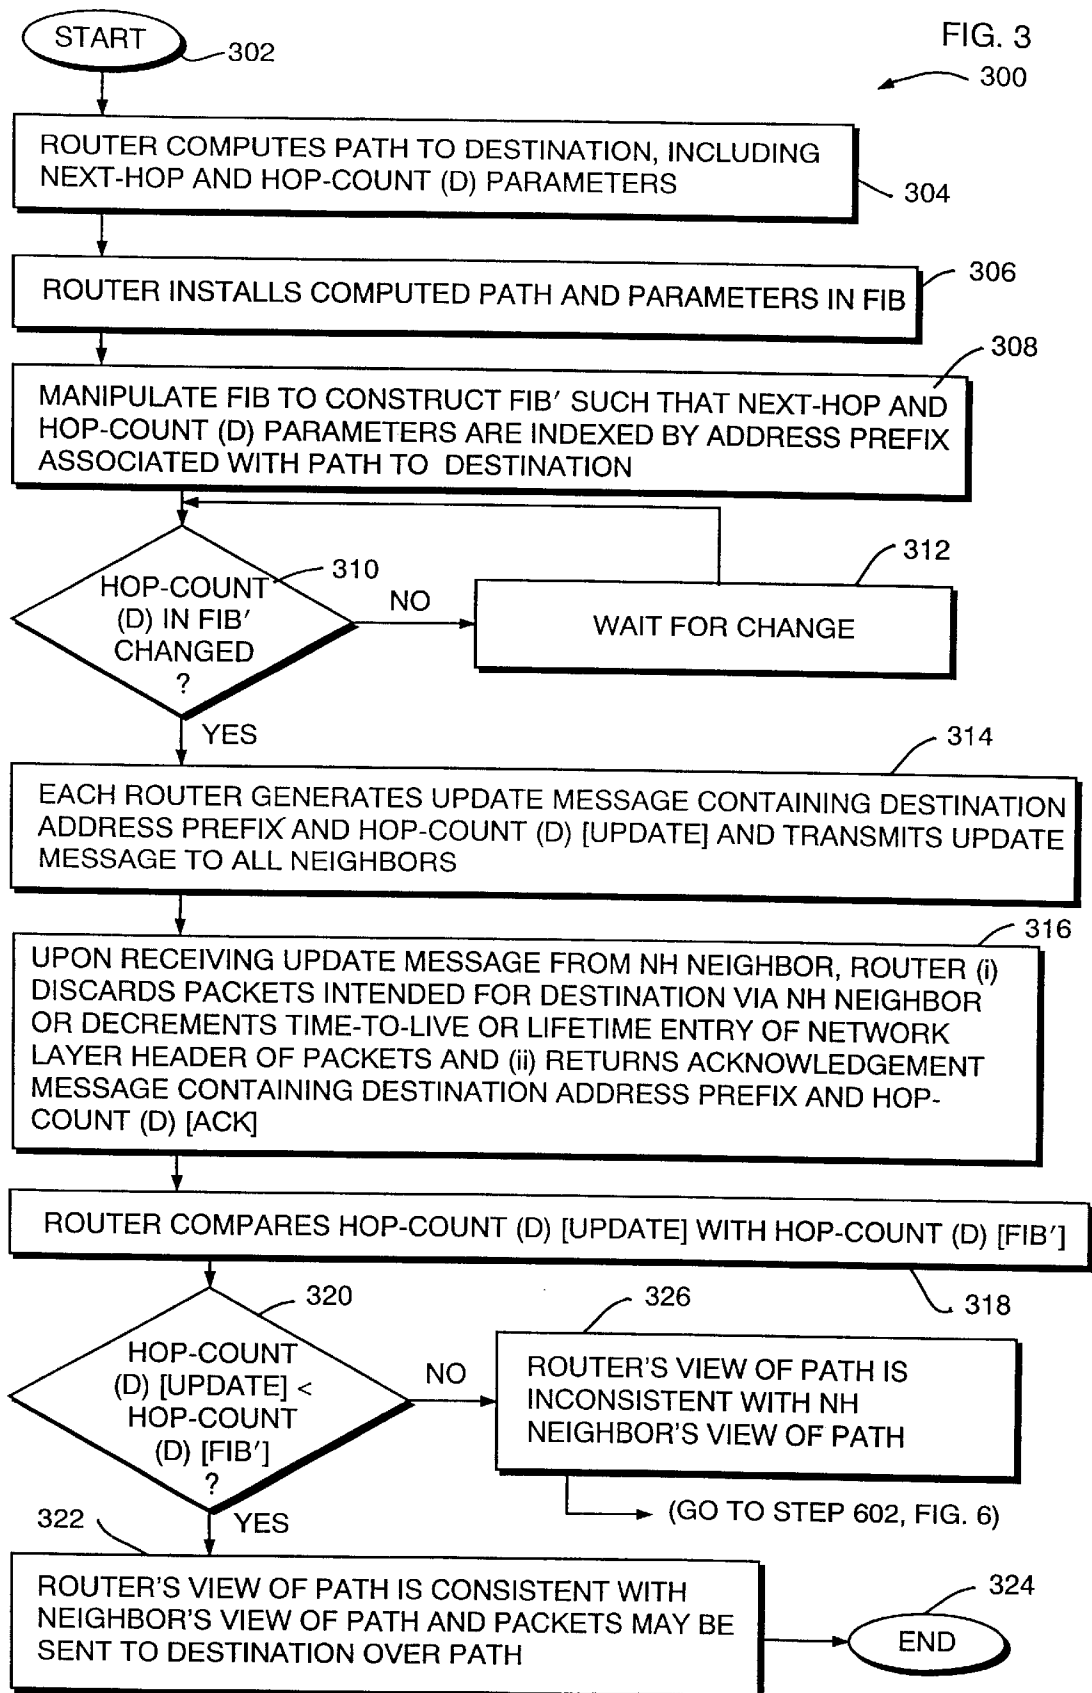 START
302
FIG. 3
300
ROUTER COMPUTES PATH TO DESTINATION, INCLUDING
NEXT-HOP AND HOP-COUNT (D) PARAMETERS
304
ROUTER INSTALLS COMPUTED PATH AND PARAMETERS IN FIB
306
308
MANIPULATE FIB TO CONSTRUCT FIB' SUCH THAT NEXT-HOP AND
HOP-COUNT (D) PARAMETERS ARE INDEXED BY ADDRESS PREFIX
ASSOCIATED WITH PATH TO DESTINATION
HOP-COUNT
(D) IN FIB'
CHANGED
?
310
NO
312
WAIT FOR CHANGE
YES
314
EACH ROUTER GENERATES UPDATE MESSAGE CONTAINING DESTINATION
ADDRESS PREFIX AND HOP-COUNT (D) [UPDATE] AND TRANSMITS UPDATE
MESSAGE TO ALL NEIGHBORS
316
UPON RECEIVING UPDATE MESSAGE FROM NH NEIGHBOR, ROUTER (i)
DISCARDS PACKETS INTENDED FOR DESTINATION VIA NH NEIGHBOR
OR DECREMENTS TIME-TO-LIVE OR LIFETIME ENTRY OF NETWORK
LAYER HEADER OF PACKETS AND (ii) RETURNS ACKNOWLEDGEMENT
MESSAGE CONTAINING DESTINATION ADDRESS PREFIX AND HOP-
COUNT (D) [ACK]
ROUTER COMPARES HOP-COUNT (D) [UPDATE] WITH HOP-COUNT (D) [FIB']
318
320
HOP-COUNT
(D) [UPDATE] <
HOP-COUNT
(D) [FIB']
?
NO
326
ROUTER'S VIEW OF PATH IS
INCONSISTENT WITH NH
NEIGHBOR'S VIEW OF PATH
(GO TO STEP 602, FIG. 6)
YES
322
ROUTER'S VIEW OF PATH IS CONSISTENT WITH
NEIGHBOR'S VIEW OF PATH AND PACKETS MAY BE
SENT TO DESTINATION OVER PATH
324
END